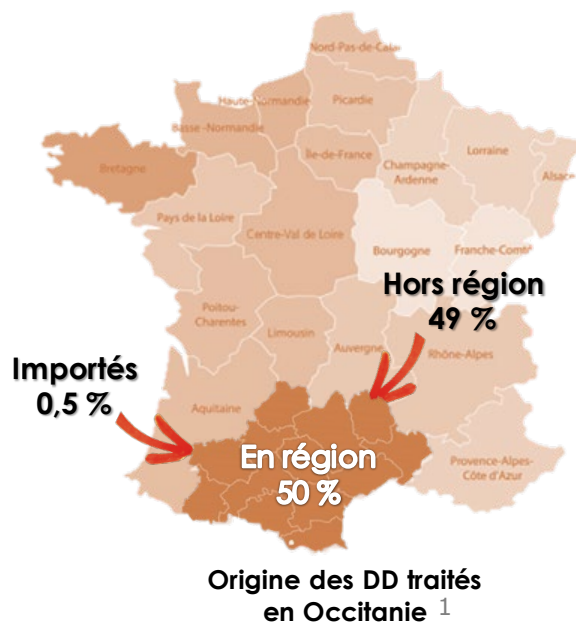 Nord-Pas-de-Calai
Haute-Normandie
Picardie
Basse-Normandie
Île-de-France
Lorraine
Champagne-
Ardenne
Alsace
Bretagne
Pays de la Loire
Centre-Val de Loire
Bourgogne
Franche-Comté
Hors région
49 %
Poitou-
Charentes
Limousin
Auvergne
Rhône-Alpes
Importés
0,5 %
Aquitaine
En région
50 %
Provence-Alpes-
Côte d'Azur
Origine des DD traités
en Occitanie 1